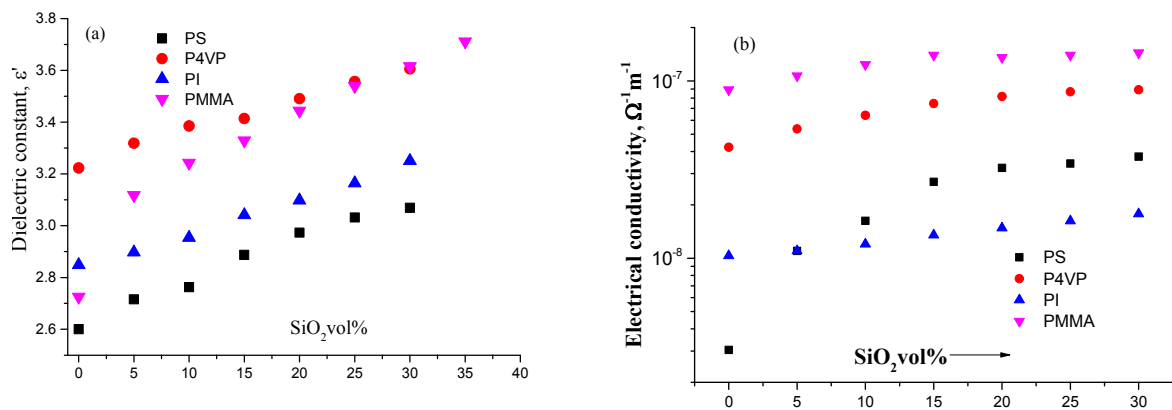 (a)
PS
P4VP
PI
PMMA
3.8
3.6
3.4
3.2
3.0
2.8
2.6
Dielectric constant, ε'
SiO₂vol%
0 5 10 15 20 25 30 35 40
(b)
10⁻⁷
10⁻⁸
Electrical conductivity, Ω⁻¹m⁻¹
PS
P4VP
PI
PMMA
SiO₂vol%
0 5 10 15 20 25 30